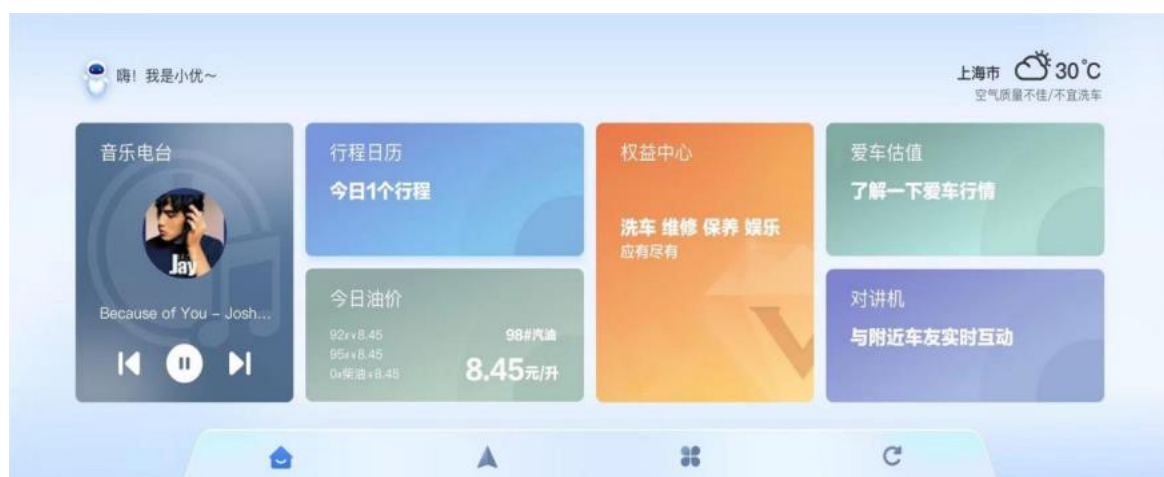 嗨！我是小优～
上海市 30°C
空气质量不佳/不宜洗车
音乐电台
Jay
Because of You – Josh...
行程日历
今日1个行程
今日油价
92#¥8.45
95#¥8.45
0#柴油¥8.45
98#汽油
8.45元/升
权益中心
洗车 维修 保养 娱乐
应有尽有
爱车估值
了解一下爱车行情
对讲机
与附近车友实时互动